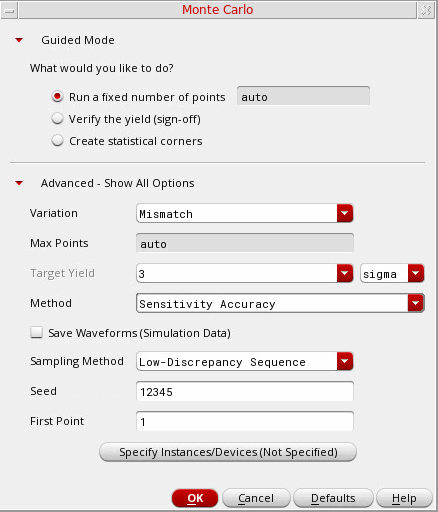 Monte Carlo
Guided Mode
What would you like to do?
Run a fixed number of points auto
Verify the yield (sign-off)
Create statistical corners
Advanced - Show All Options
Variation Mismatch
Max Points auto
Target Yield 3 sigma
Method Sensitivity Accuracy
Save Waveforms (Simulation Data)
Sampling Method Low-Discrepancy Sequence
Seed 12345
First Point 1
Specify Instances/Devices (Not Specified)
OK Cancel Defaults Help